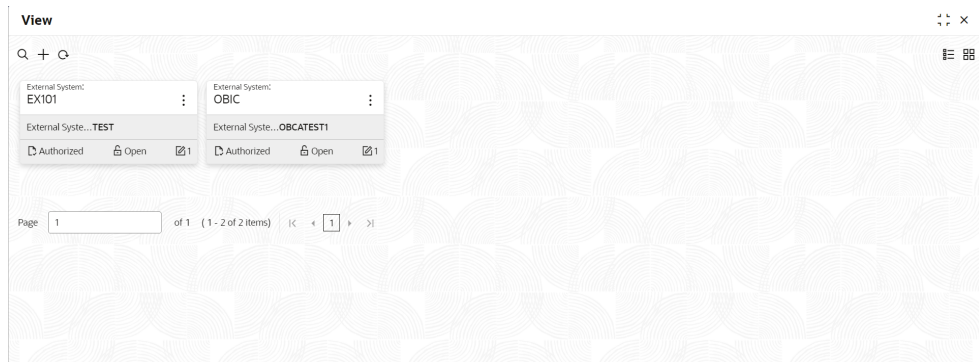 View
External System:
EX101
External Syste...TEST
Authorized Open 1
External System:
OBIC
External Syste...OBCATEST1
Authorized Open 1
Page 1 of 1 ( 1 - 2 of 2 items) 1